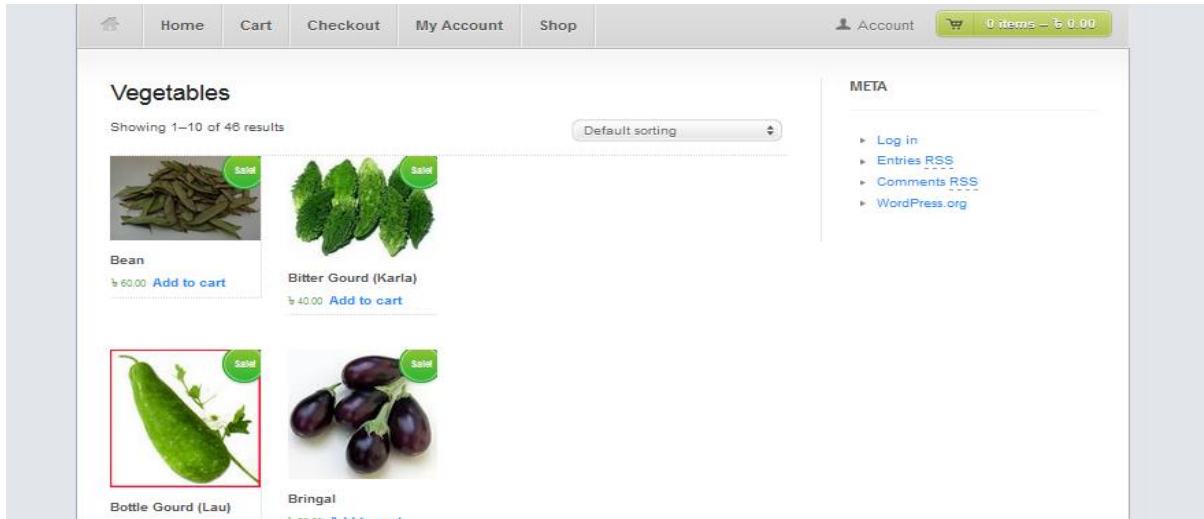 Home Cart Checkout My Account Shop Account 0 items – ৳ 0.00
Vegetables
Showing 1–10 of 46 results
Default sorting
Sale!
Sale!
Bean
৳ 60.00 Add to cart
Bitter Gourd (Karla)
৳ 40.00 Add to cart
Sale!
Sale!
Bottle Gourd (Lau)
Bringal
META
Log in
Entries RSS
Comments RSS
WordPress.org